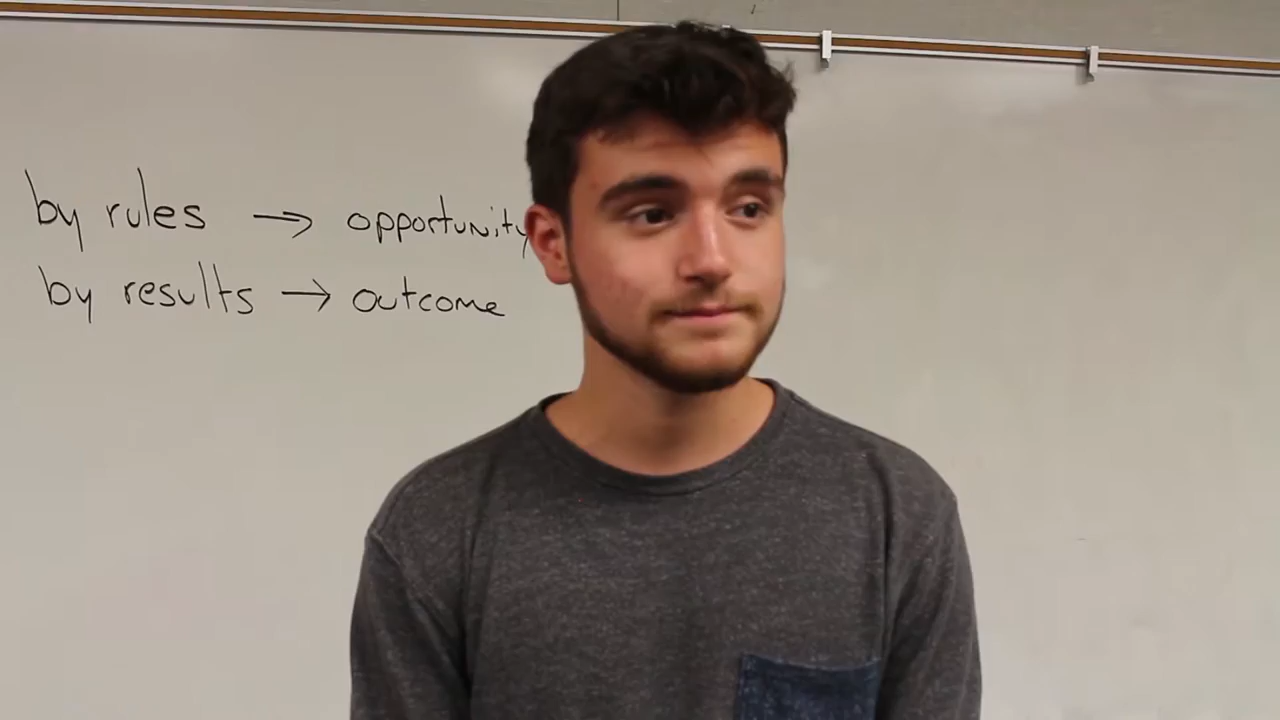 by rules → opportunity
by results → outcome